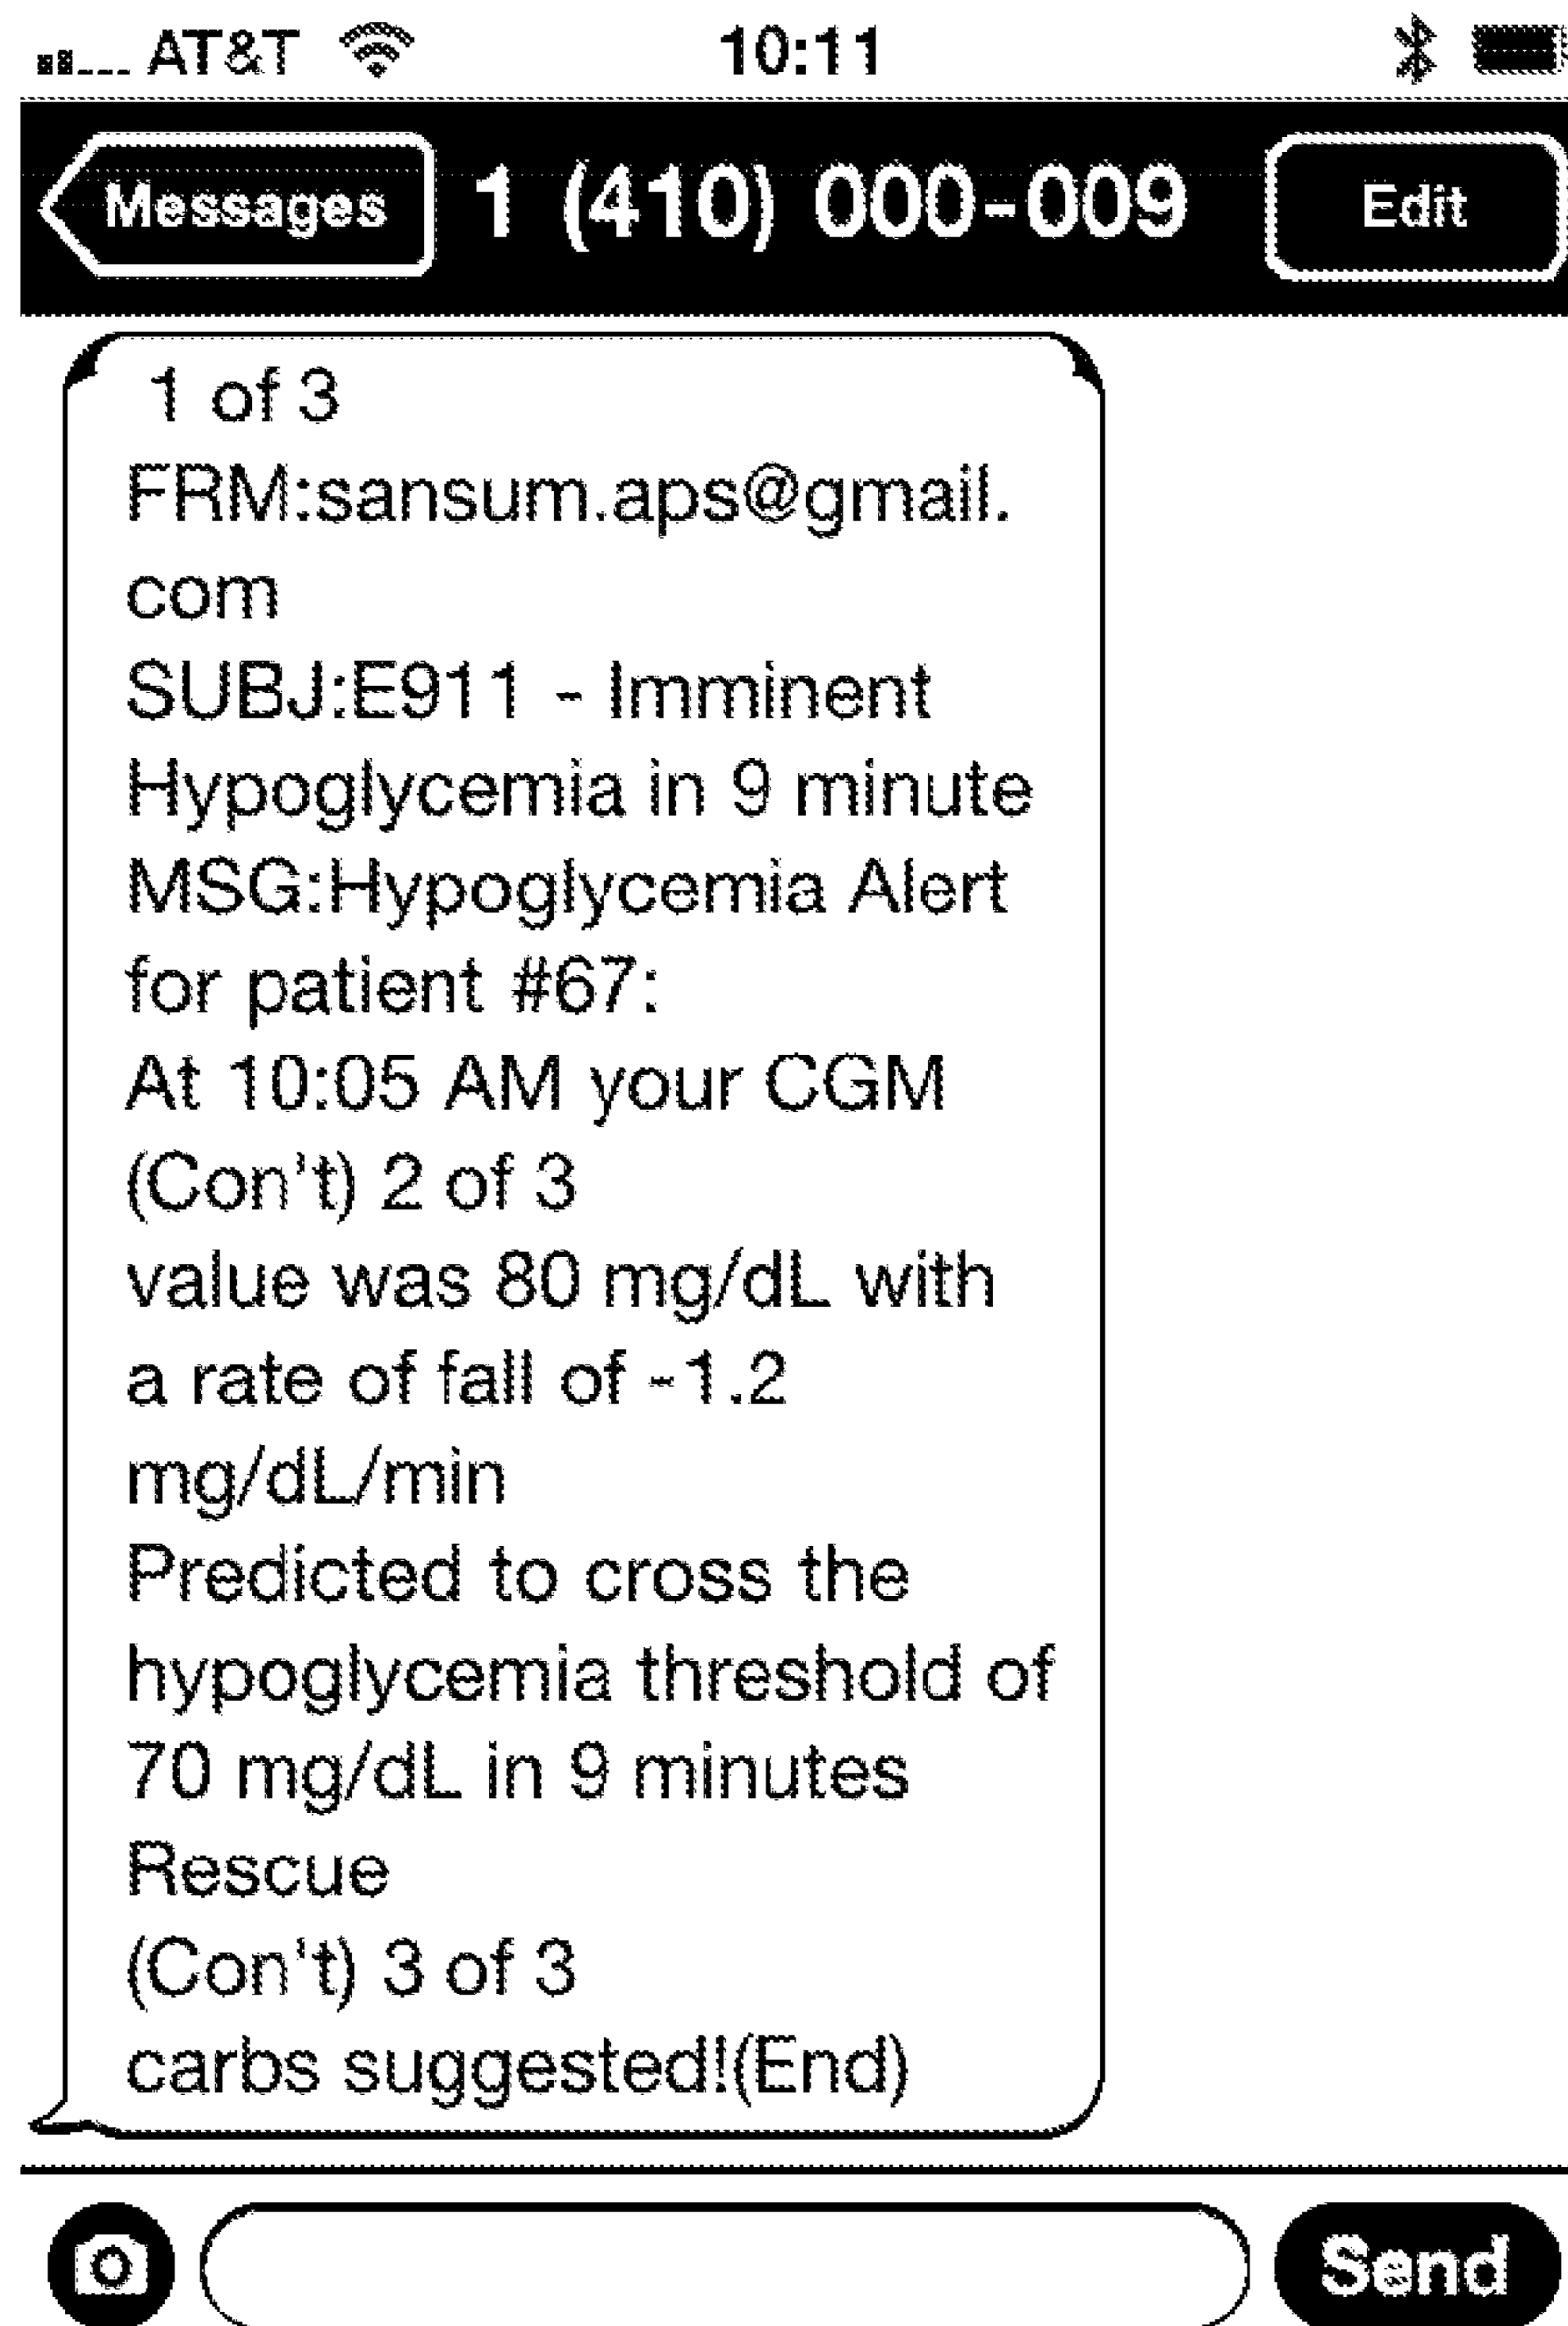 AT&T 10:11
Messages 1 (410) 000-009 Edit
1 of 3
FRM:sansum.aps@gmail.
com
SUBJ:E911 - Imminent
Hypoglycemia in 9 minute
MSG:Hypoglycemia Alert
for patient #67:
At 10:05 AM your CGM
(Con't) 2 of 3
value was 80 mg/dL with
a rate of fall of -1.2
mg/dL/min
Predicted to cross the
hypoglycemia threshold of
70 mg/dL in 9 minutes
Rescue
(Con't) 3 of 3
carbs suggested!(End)
Send